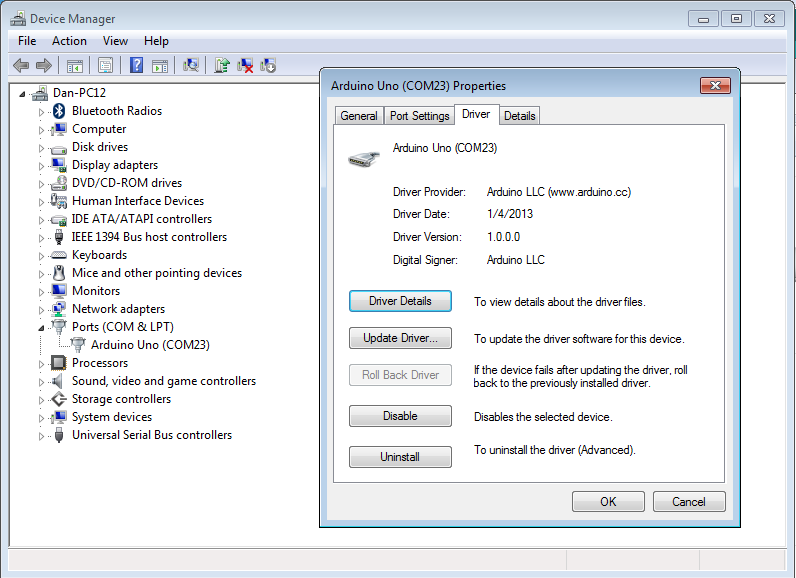 Device Manager
File Action View Help
Dan-PC12
Bluetooth Radios
Computer
Disk drives
Display adapters
DVD/CD-ROM drives
Human Interface Devices
IDE ATA/ATAPI controllers
IEEE 1394 Bus host controllers
Keyboards
Mice and other pointing devices
Monitors
Network adapters
Ports (COM & LPT)
Arduino Uno (COM23)
Processors
Sound, video and game controllers
Storage controllers
System devices
Universal Serial Bus controllers
Arduino Uno (COM23) Properties
General Port Settings Driver Details
Arduino Uno (COM23)
Driver Provider: Arduino LLC (www.arduino.cc)
Driver Date: 1/4/2013
Driver Version: 1.0.0.0
Digital Signer: Arduino LLC
Driver Details To view details about the driver files.
Update Driver... To update the driver software for this device.
Roll Back Driver If the device fails after updating the driver, roll
back to the previously installed driver.
Disable Disables the selected device.
Uninstall To uninstall the driver (Advanced).
OK Cancel